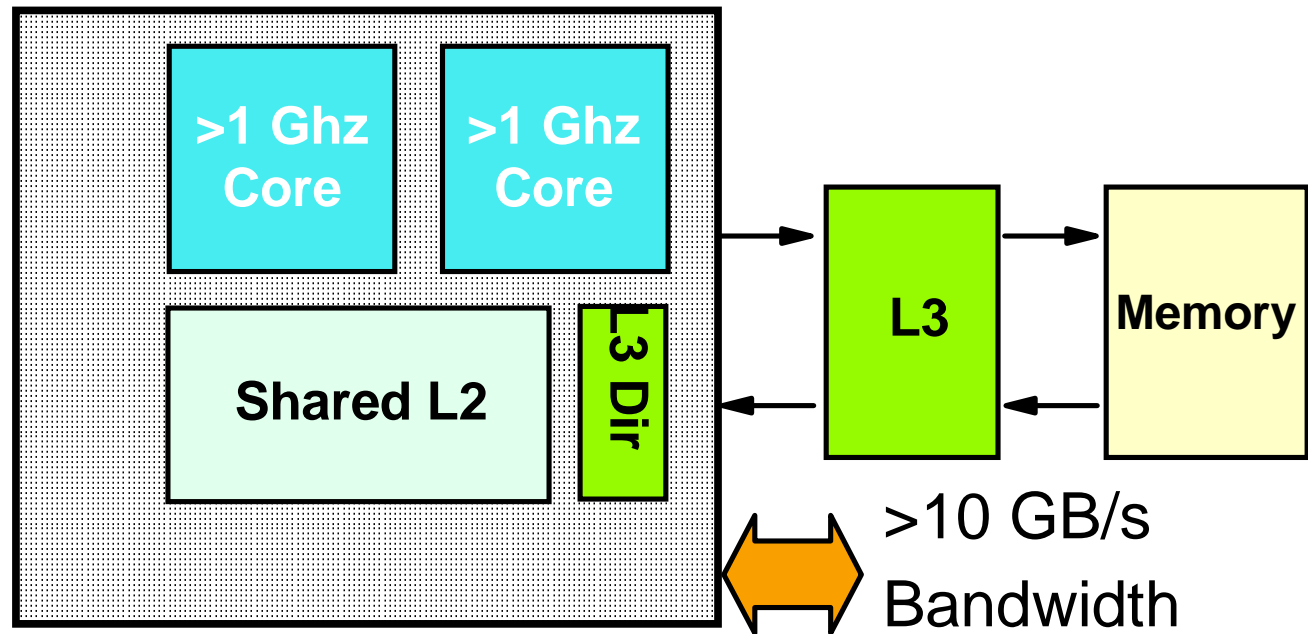 >1 Ghz
Core
>1 Ghz
Core
Shared L2
L3 Dir
L3
Memory
>10 GB/s
Bandwidth